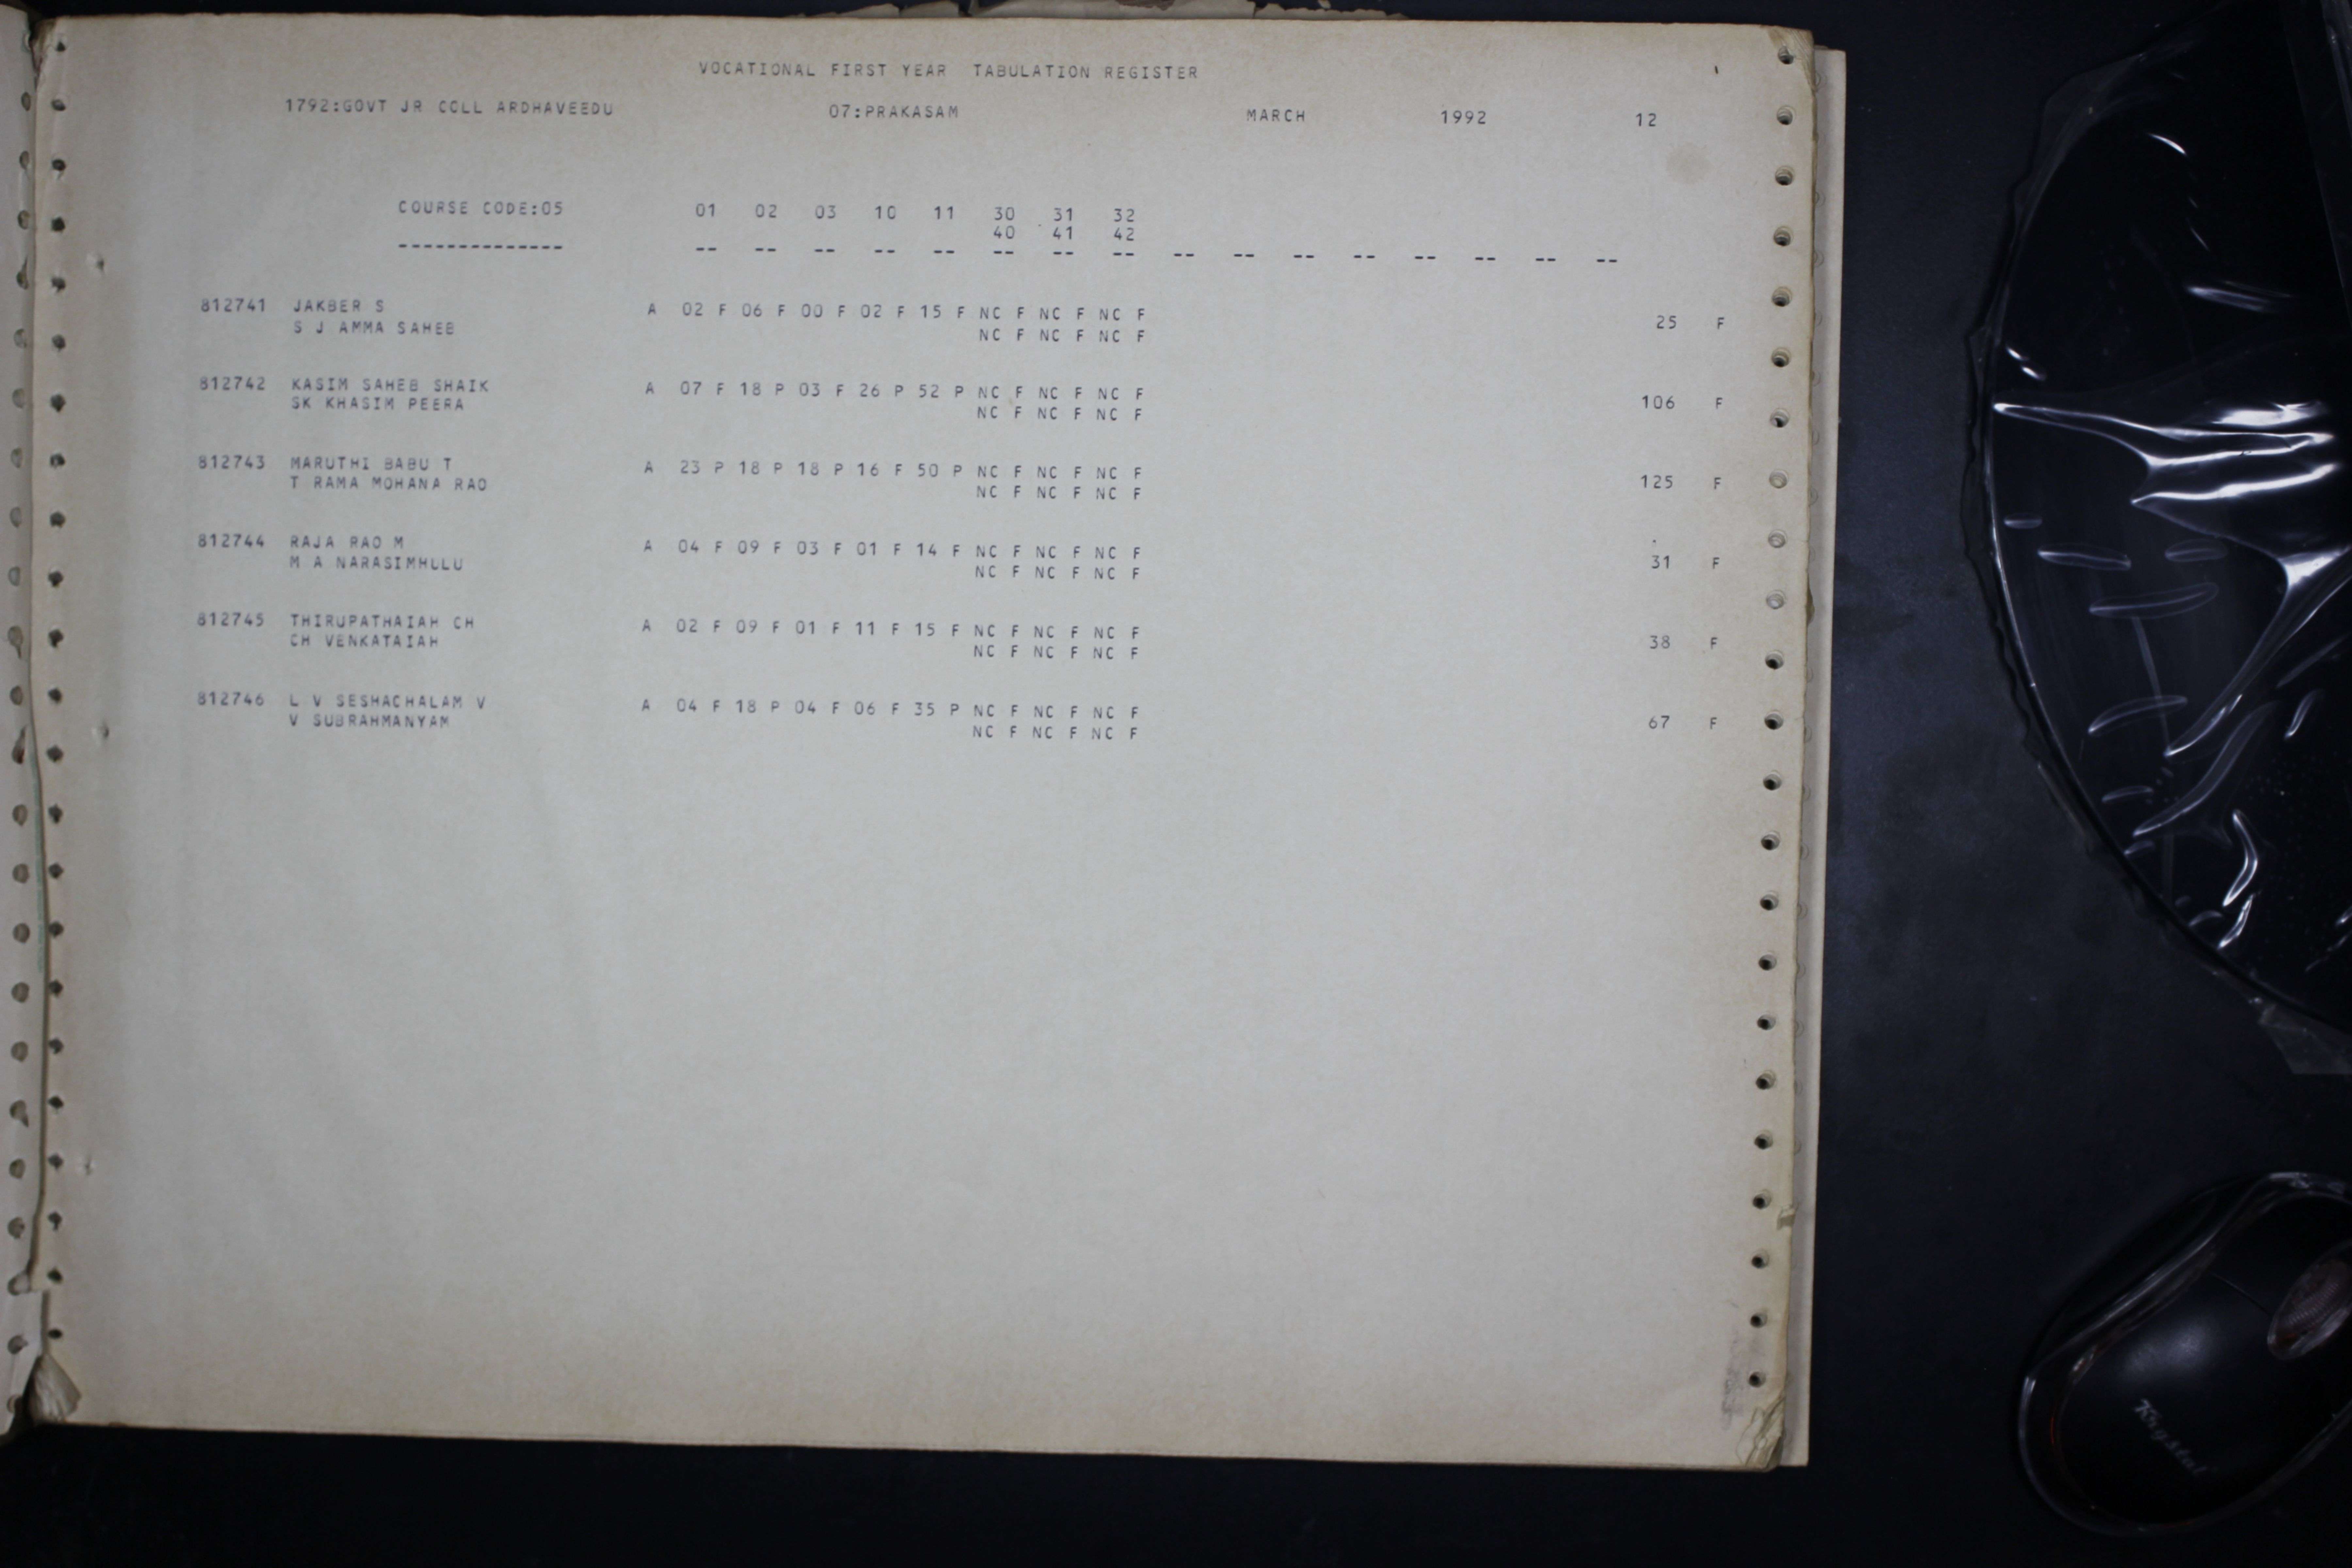 VOCATIONAL FIRST YEAR TABULATION REGISTER
1792:GOVT JR COLL ARDHAVEEDU 07:PRAKASAM MARCH 1992 12
COURSE CODE:05 01 02 03 10 11 30 31 32
40 41 42
-------------- -- -- -- -- -- -- -- -- -- -- -- -- -- -- -- --
812741 JAKBER S A 02 F 06 F 00 F 02 F 15 F NC F NC F NC F
S J AMMA SAHEB NC F NC F NC F 25 F
812742 KASIM SAHEB SHAIK A 07 F 18 P 03 F 26 P 52 P NC F NC F NC F
SK KHASIM PEERA NC F NC F NC F 106 F
812743 MARUTHI BABU T A 23 P 18 P 18 P 16 F 50 P NC F NC F NC F
T RAMA MOHANA RAO NC F NC F NC F 125 F
812744 RAJA RAO M A 04 F 09 F 03 F 01 F 14 F NC F NC F NC F
M A NARASIMHULU NC F NC F NC F 31 F
812745 THIRUPATHAIAH CH A 02 F 09 F 01 F 11 F 15 F NC F NC F NC F
CH VENKATAIAH NC F NC F NC F 38 F
812746 L V SESHACHALAM V A 04 F 18 P 04 F 06 F 35 P NC F NC F NC F
V SUBRAHMANYAM NC F NC F NC F 67 F
Krystal